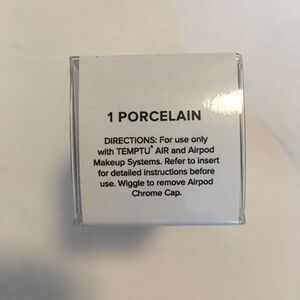 1 PORCELAIN
DIRECTIONS: For use only
with TEMPTU® AIR and Airpod
Makeup Systems. Refer to insert
for detailed instructions before
use. Wiggle to remove Airpod
Chrome Cap.